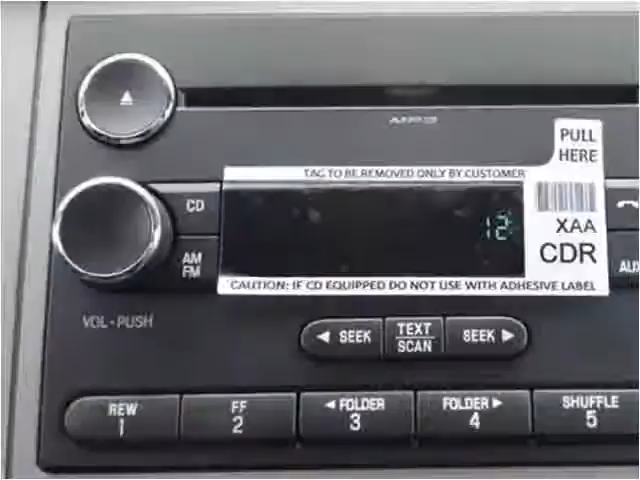 MP3
PULL
HERE
TAG TO BE REMOVED ONLY BY CUSTOMER
CD
12
XAA
CDR
AM
FM
AUX
CAUTION: IF CD EQUIPPED DO NOT USE WITH ADHESIVE LABEL
VOL - PUSH
◄ SEEK
TEXT
SCAN
SEEK ►
REW
1
FF
2
◄ FOLDER
3
FOLDER ►
4
SHUFFLE
5